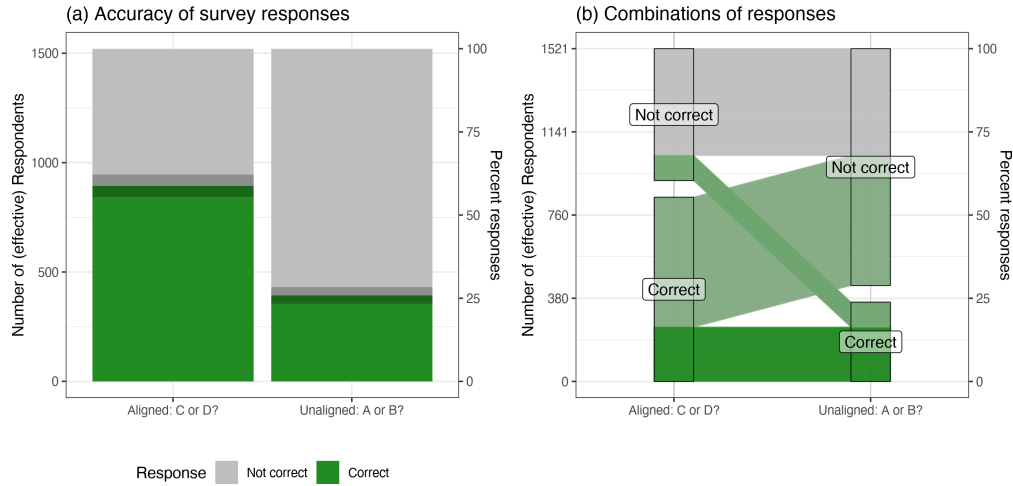 (a) Accuracy of survey responses
Number of (effective) Respondents
1500
1000
500
0
100
75
50
25
0
Percent responses
Aligned: C or D?
Unaligned: A or B?
Response
Not correct
Correct
(b) Combinations of responses
Number of (effective) Respondents
1521
1141
760
380
0
Not correct
Correct
Not correct
Correct
100
75
50
25
0
Percent responses
Aligned: C or D?
Unaligned: A or B?